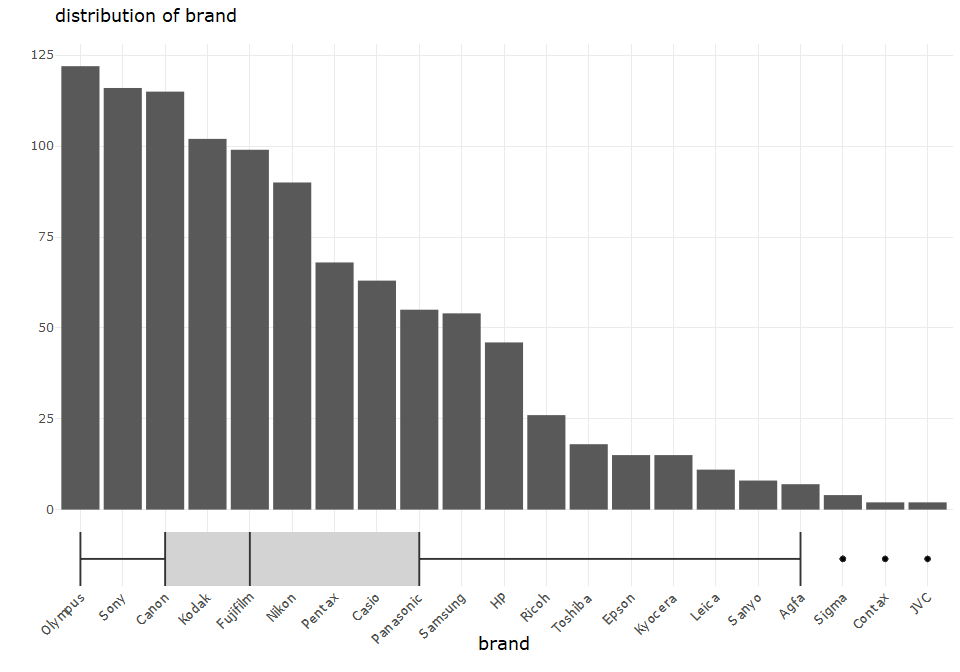 distribution of brand
125
100
75
50
25
0
Olympus
Sony
Canon
Kodak
Fujifilm
Nikon
Pentax
Casio
Panasonic
Samsung
HP
Ricoh
Toshiba
Epson
Kyocera
Leica
Sanyo
Agfa
Sigma
Contax
JVC
brand